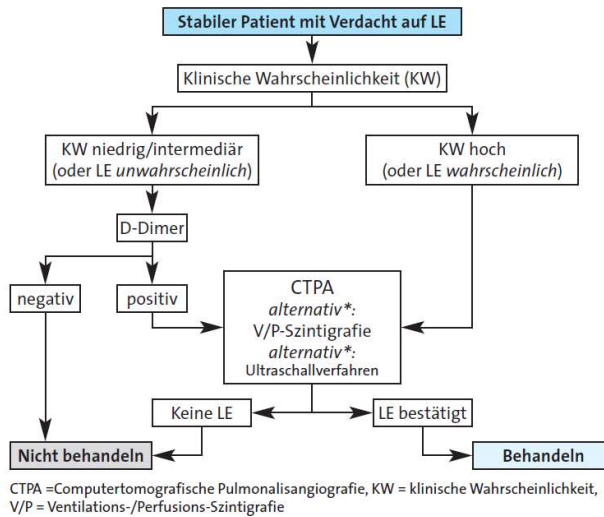 Stabiler Patient mit Verdacht auf LE
Klinische Wahrscheinlichkeit (KW)
KW niedrig/intermediär
(oder LE unwahrscheinlich)
KW hoch
(oder LE wahrscheinlich)
D-Dimer
negativ
positiv
CTPA
alternativ*:
V/P-Szintigrafie
alternativ*:
Ultraschallverfahren
Keine LE
LE bestätigt
Nicht behandeln
Behandeln
CTPA =Computertomografische Pulmonalisangiografie, KW = klinische Wahrscheinlichkeit,
V/P = Ventilations-/Perfusions-Szintigrafie